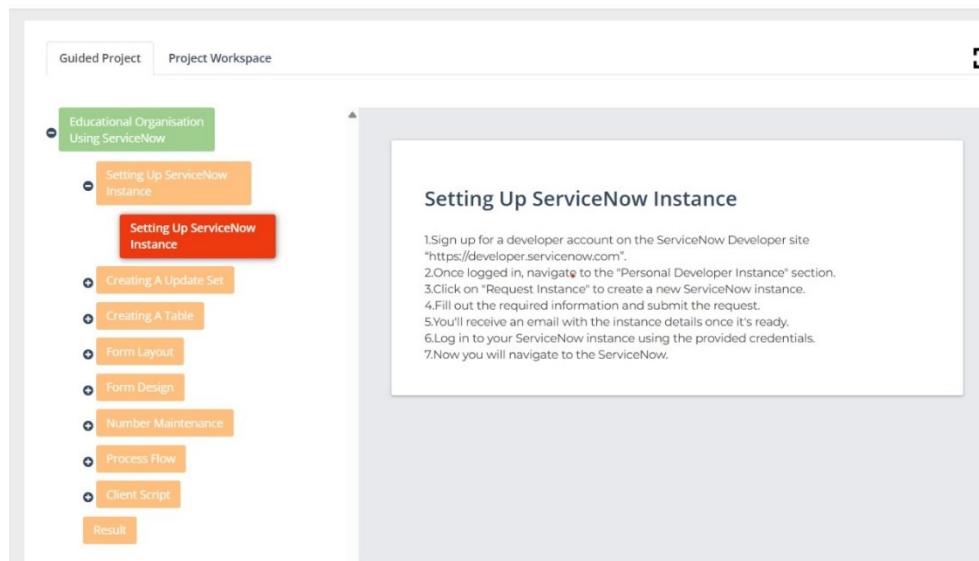 Guided Project
Project Workspace
Educational Organisation
Using ServiceNow
Setting Up ServiceNow
Instance
Setting Up ServiceNow
Instance
Creating A Update Set
Creating A Table
Form Layout
Form Design
Number Maintenance
Process Flow
Client Script
Result
Setting Up ServiceNow Instance
1.Sign up for a developer account on the ServiceNow Developer site
“https://developer.servicenow.com”.
2.Once logged in, navigate to the "Personal Developer Instance" section.
3.Click on "Request Instance" to create a new ServiceNow instance.
4.Fill out the required information and submit the request.
5.You'll receive an email with the instance details once it's ready.
6.Log in to your ServiceNow instance using the provided credentials.
7.Now you will navigate to the ServiceNow.